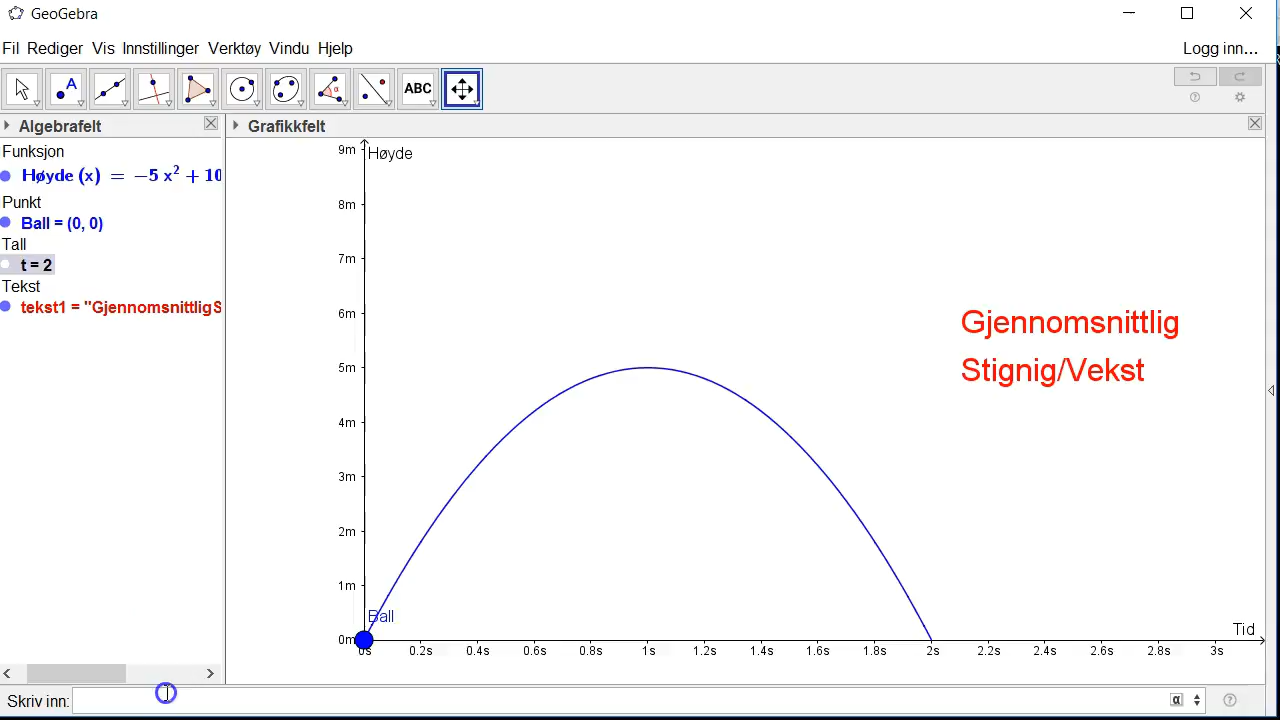 GeoGebra
Fil Rediger Vis Innstillinger Verktøy Vindu Hjelp Logg inn...
A ABC
Algebrafelt
Grafikkfelt
Funksjon
Høyde (x) = −5 x² + 10
Punkt
Ball = (0, 0)
Tall
t = 2
Tekst
tekst1 = "GjennomsnittligS
Høyde
9m
8m
7m
6m
5m
4m
3m
2m
1m
0m
Gjennomsnittlig
Stignig/Vekst
Ball
Tid
0s 0.2s 0.4s 0.6s 0.8s 1s 1.2s 1.4s 1.6s 1.8s 2s 2.2s 2.4s 2.6s 2.8s 3s
Skriv inn: α